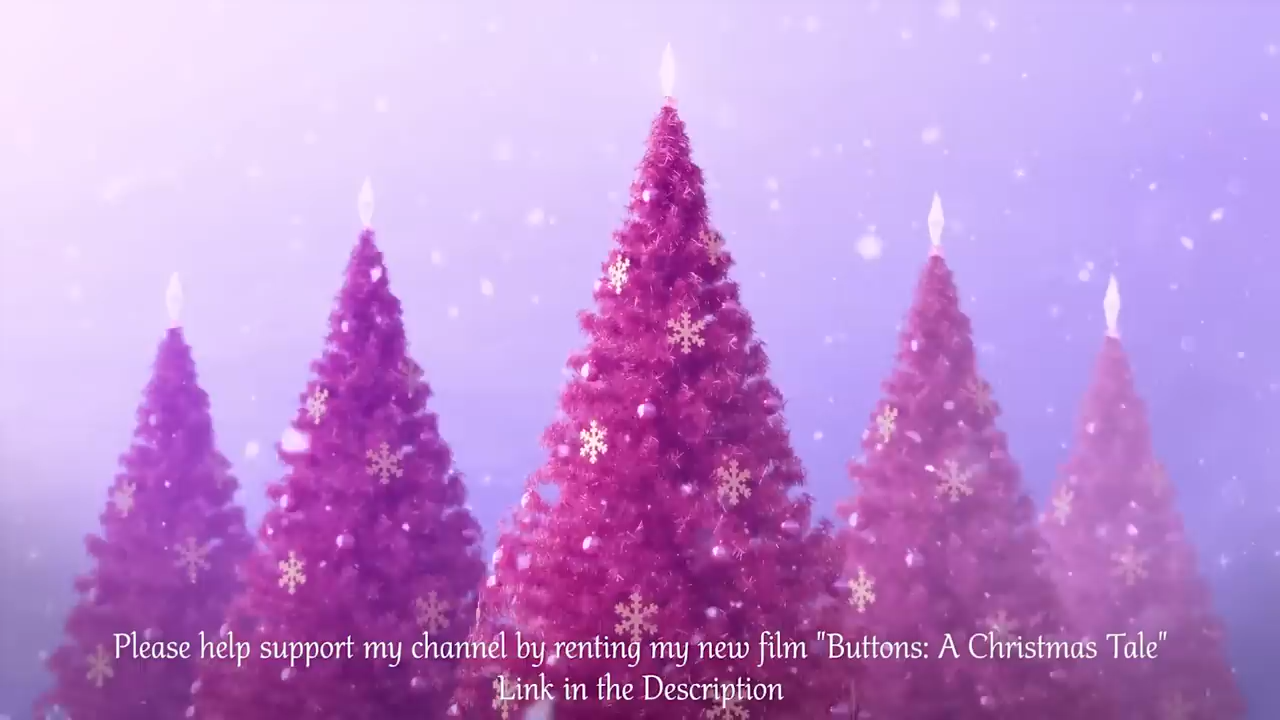 Please help support my channel by renting my new film "Buttons: A Christmas Tale"
Link in the Description